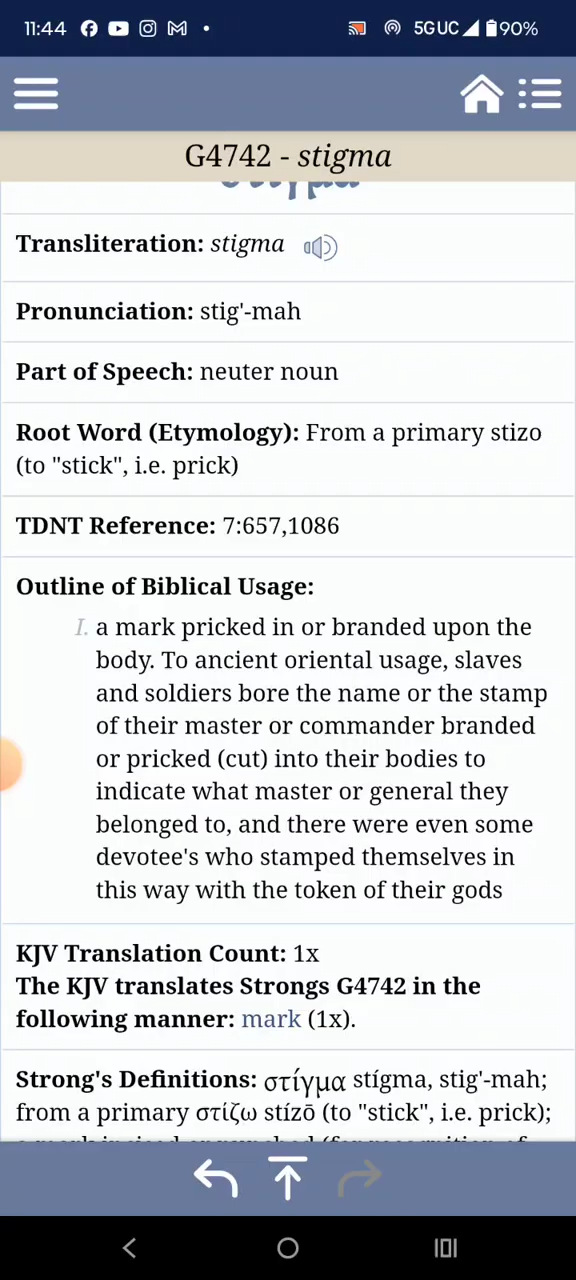 11:44
5GUC 90%
G4742 - stigma
Transliteration: stigma
Pronunciation: stig'-mah
Part of Speech: neuter noun
Root Word (Etymology): From a primary stizo
(to "stick", i.e. prick)
TDNT Reference: 7:657,1086
Outline of Biblical Usage:
I. a mark pricked in or branded upon the
body. To ancient oriental usage, slaves
and soldiers bore the name or the stamp
of their master or commander branded
or pricked (cut) into their bodies to
indicate what master or general they
belonged to, and there were even some
devotee's who stamped themselves in
this way with the token of their gods
KJV Translation Count: 1x
The KJV translates Strongs G4742 in the
following manner: mark (1x).
Strong's Definitions: στίγμα stígma, stig'-mah;
from a primary στίζω stízō (to "stick", i.e. prick);